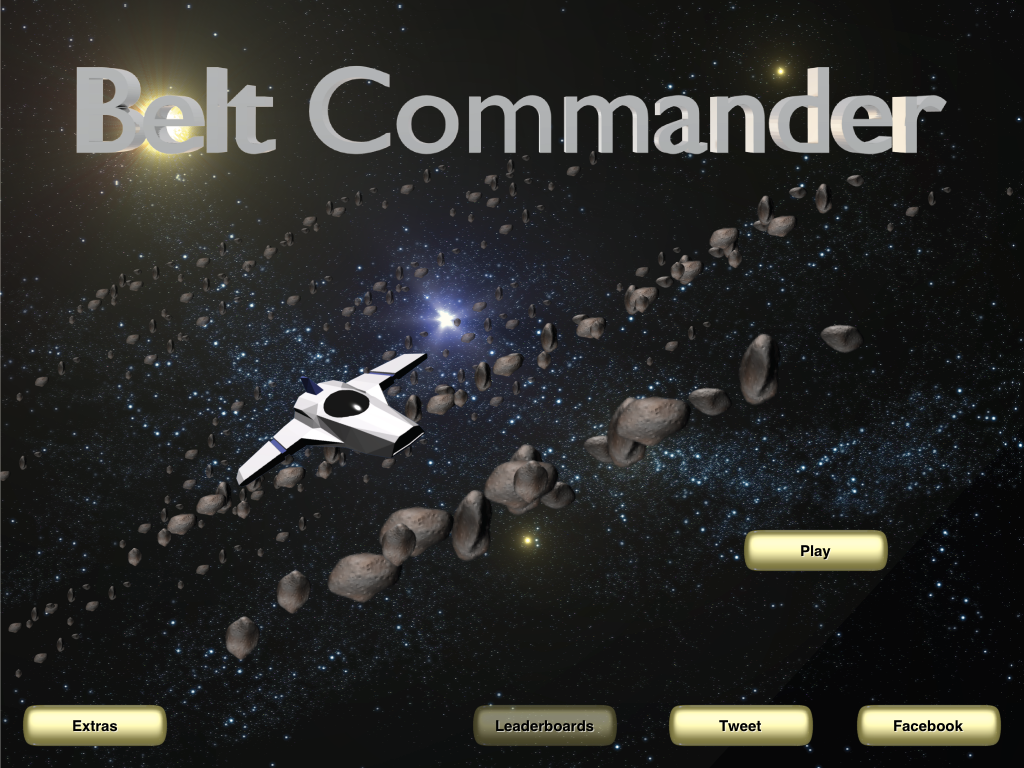 Belt Commander
Play
Extras
Leaderboards
Tweet
Facebook